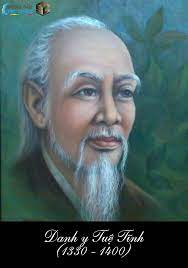 Danh y Tuệ Tĩnh
(1330 - 1400)